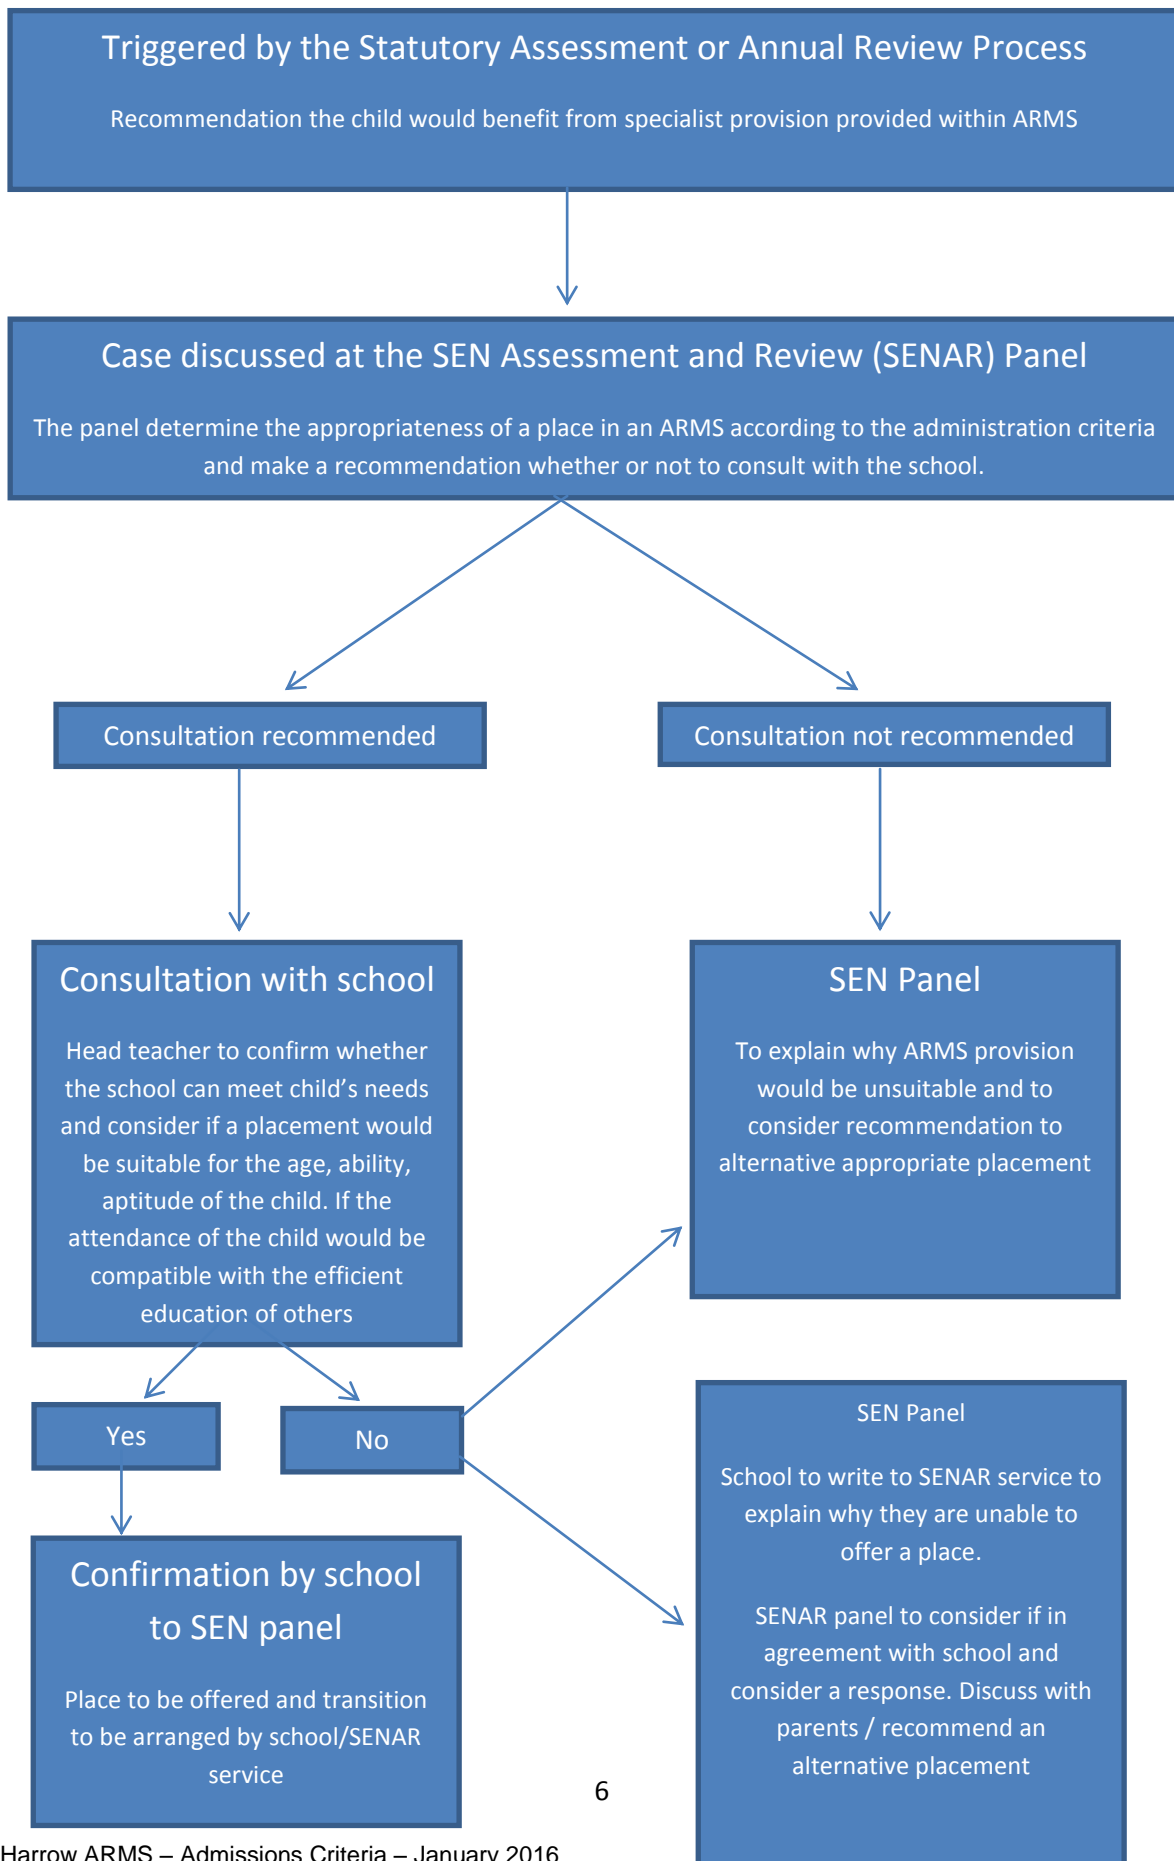 Triggered by the Statutory Assessment or Annual Review Process
Recommendation the child would benefit from specialist provision provided within ARMS
Case discussed at the SEN Assessment and Review (SENAR) Panel
The panel determine the appropriateness of a place in an ARMS according to the administration criteria
and make a recommendation whether or not to consult with the school.
Consultation recommended
Consultation not recommended
Consultation with school
Head teacher to confirm whether
the school can meet child’s needs
and consider if a placement would
be suitable for the age, ability,
aptitude of the child. If the
attendance of the child would be
compatible with the efficient
education of others
SEN Panel
To explain why ARMS provision
would be unsuitable and to
consider recommendation to
alternative appropriate placement
Yes
No
Confirmation by school
to SEN panel
Place to be offered and transition
to be arranged by school/SENAR
service
SEN Panel
School to write to SENAR service to
explain why they are unable to
offer a place.
SENAR panel to consider if in
agreement with school and
consider a response. Discuss with
parents / recommend an
alternative placement
6
Harrow ARMS – Admissions Criteria – January 2016